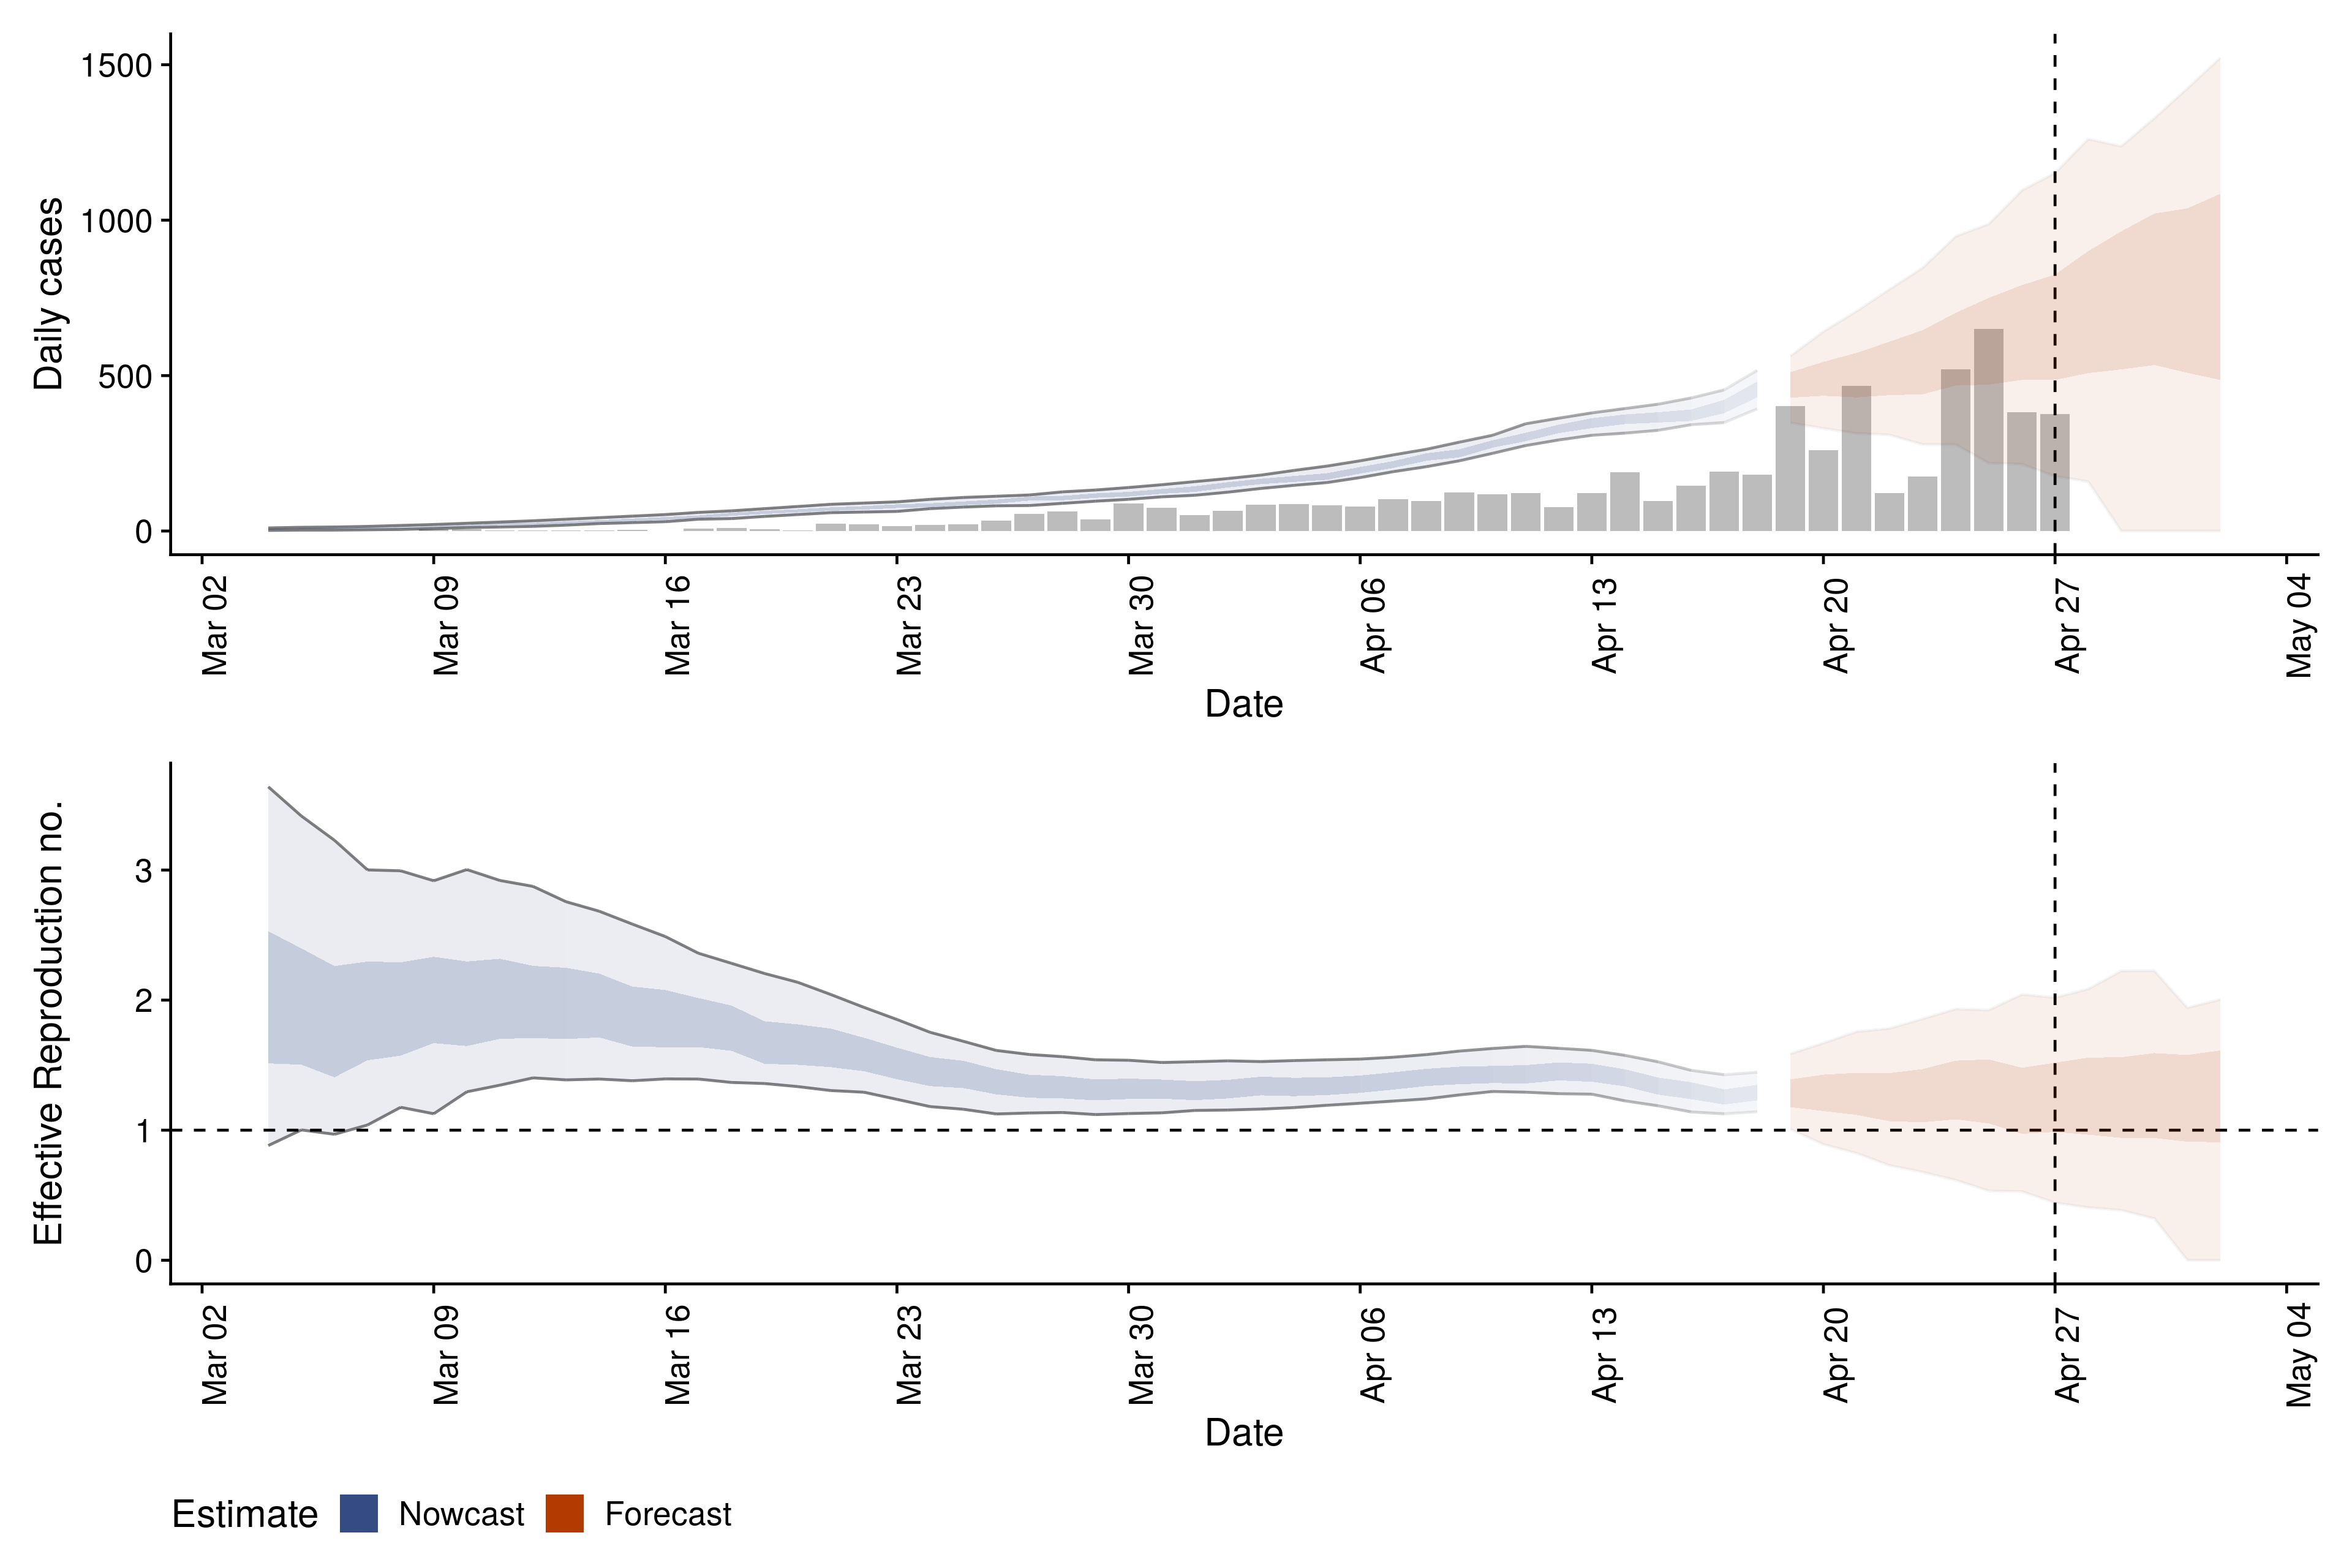 Daily cases
1500
1000
500
0
Mar 02
Mar 09
Mar 16
Mar 23
Mar 30
Apr 06
Apr 13
Apr 20
Apr 27
May 04
Date
Effective Reproduction no.
3
2
1
0
Mar 02
Mar 09
Mar 16
Mar 23
Mar 30
Apr 06
Apr 13
Apr 20
Apr 27
May 04
Date
Estimate Nowcast Forecast